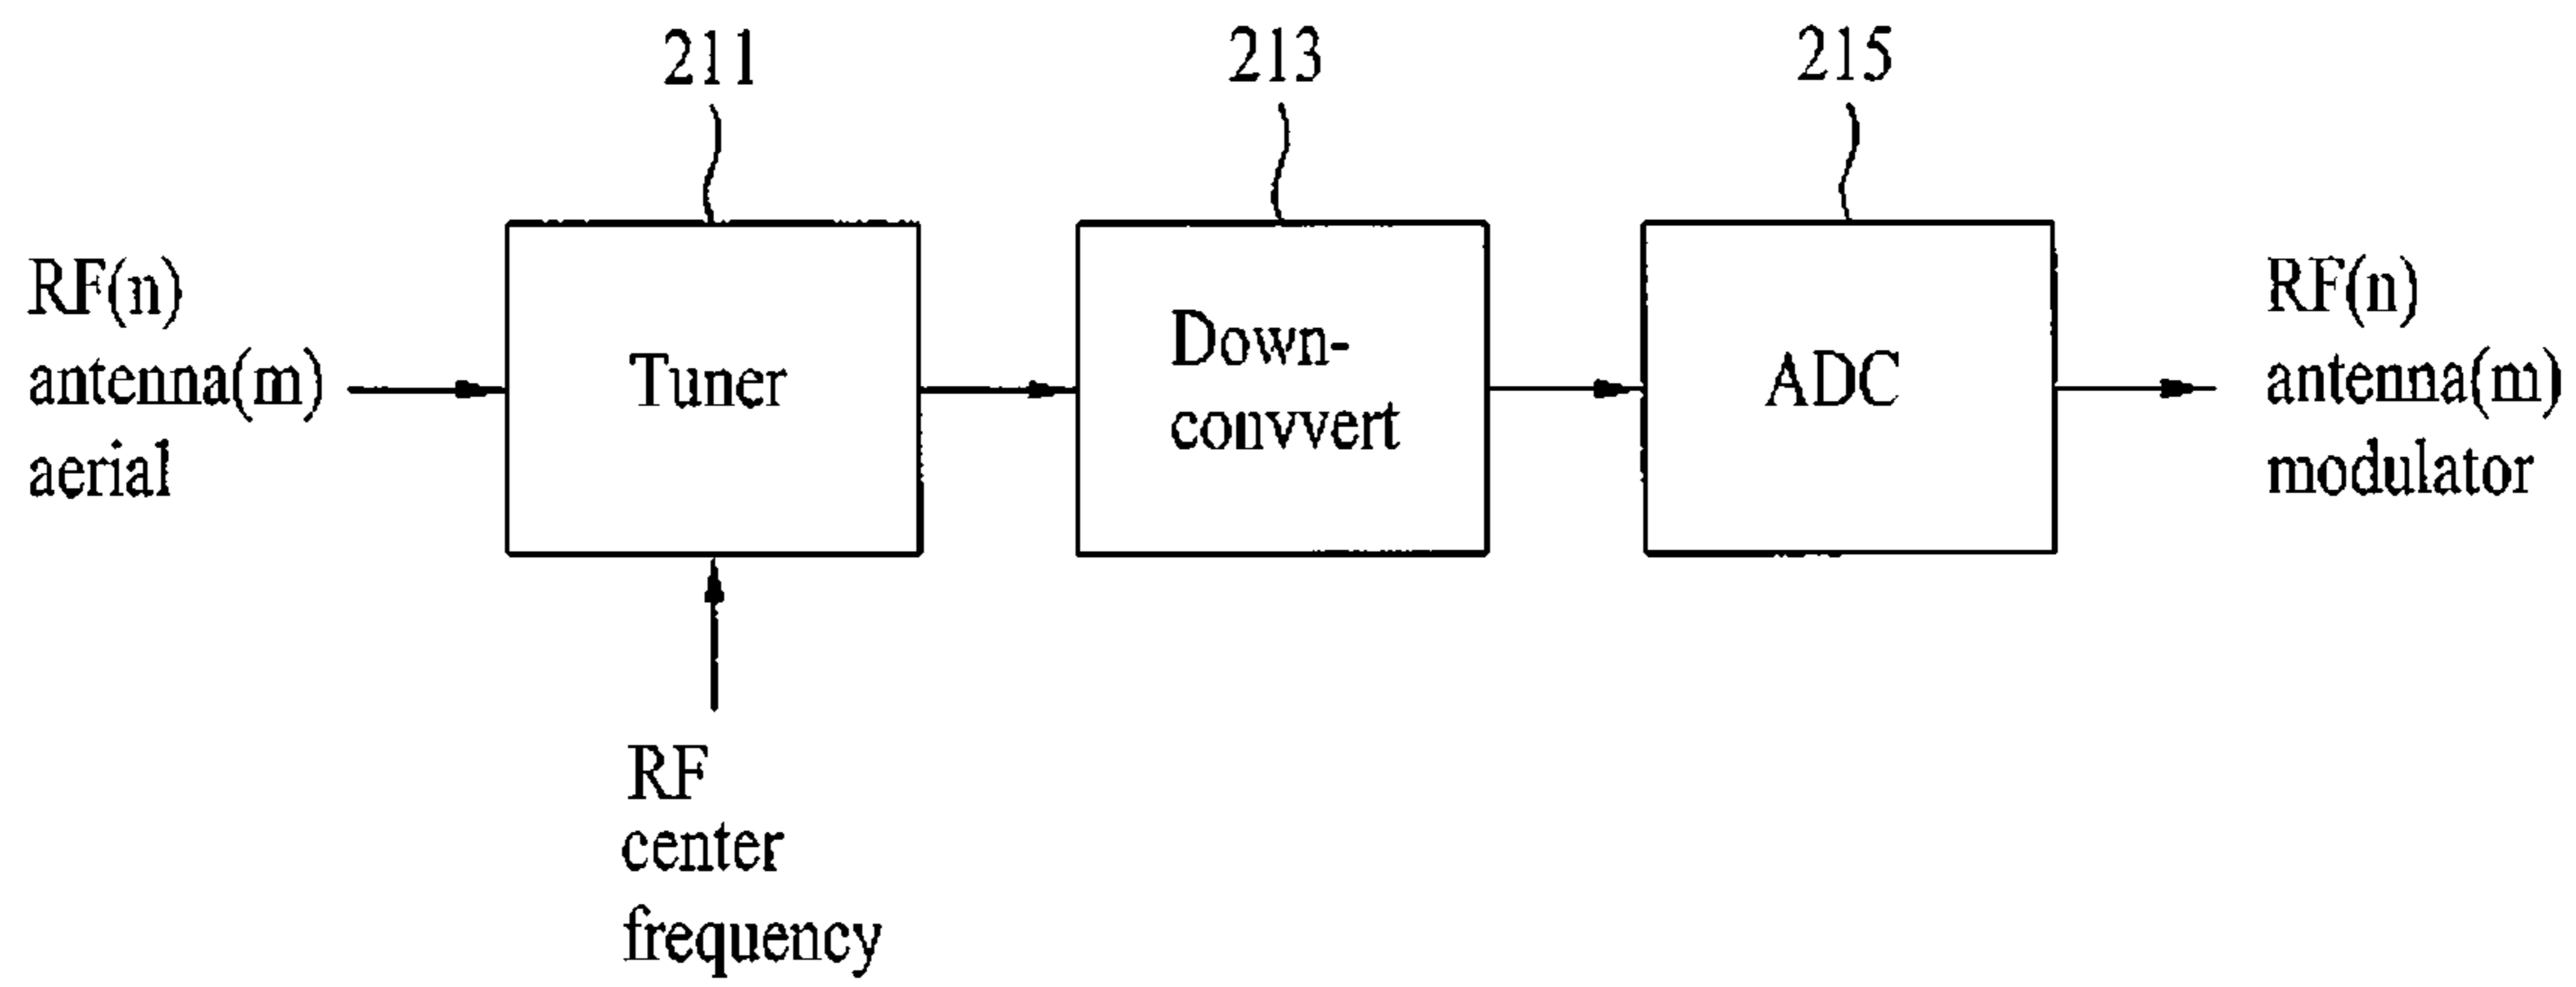 211
213
215
RF(n)
antenna(m)
aerial
Tuner
Down-
convvert
ADC
RF(n)
antenna(m)
modulator
RF
center
frequency